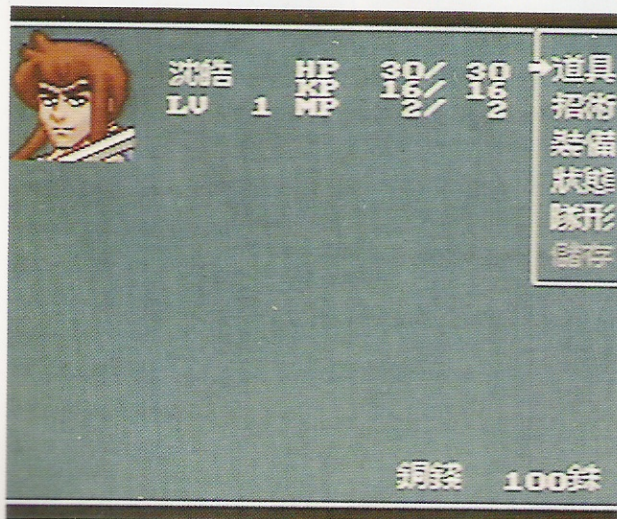 沈皓 HP 30/ 30
KP 16/ 16
LV 1 MP 2/ 2
道具
招術
裝備
狀態
隊形
儲存
銅錢 100銖